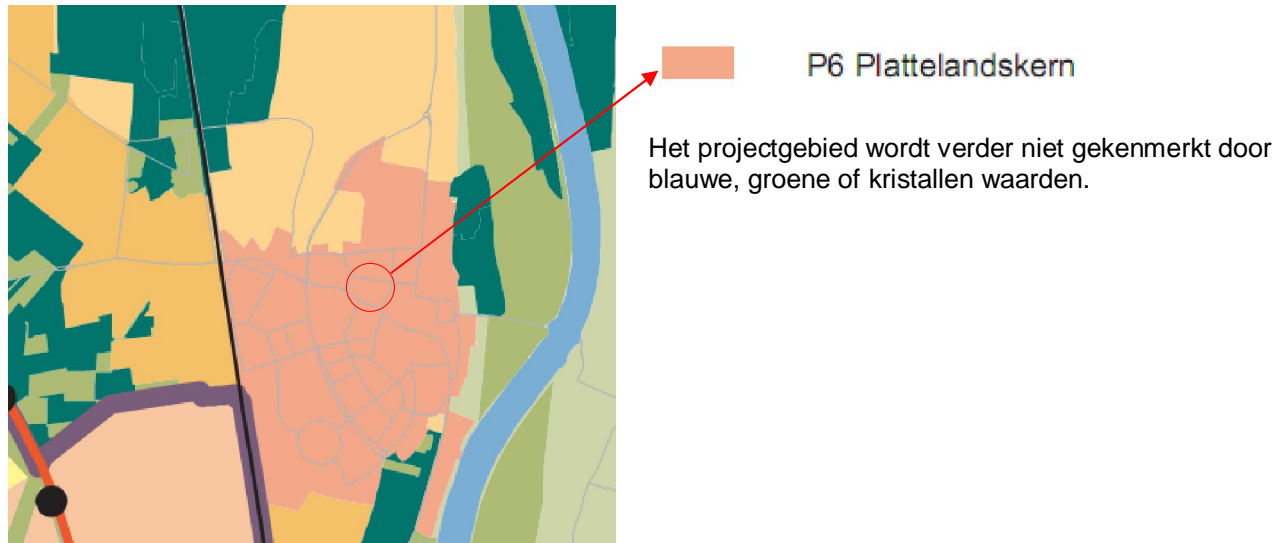 P6 Plattelandskern
Het projectgebied wordt verder niet gekenmerkt door
blauwe, groene of kristallen waarden.